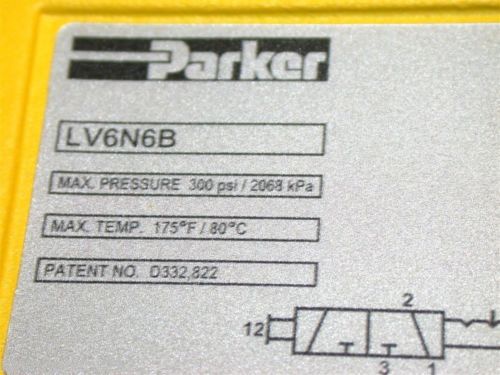 Parker
LV6N6B
MAX. PRESSURE 300 psi / 2068 kPa
MAX. TEMP. 175°F / 80°C
PATENT NO. D332,822
2
12
3 1